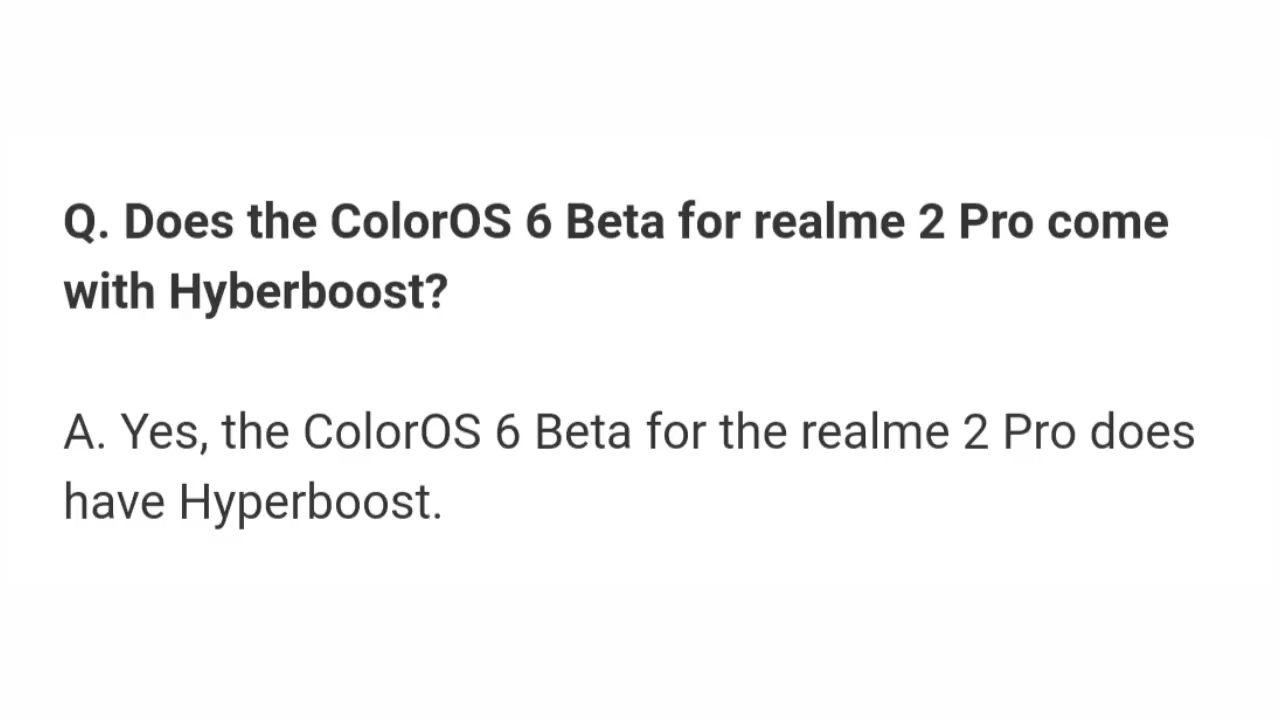 Q. Does the ColorOS 6 Beta for realme 2 Pro come
with Hyberboost?
A. Yes, the ColorOS 6 Beta for the realme 2 Pro does
have Hyperboost.